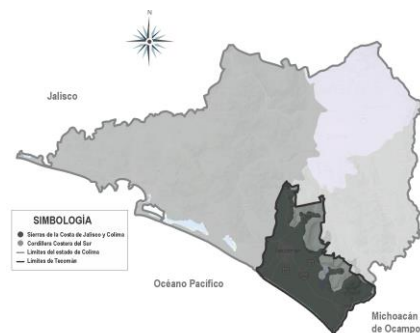 N
Jalisco
SIMBOLOGÍA
Sierras de la Costa de Jalisco y Colima
Cordillera Costera del Sur
Límites del estado de Colima
Límites de Tecomán
Océano Pacífico
Michoacán
de Ocampo